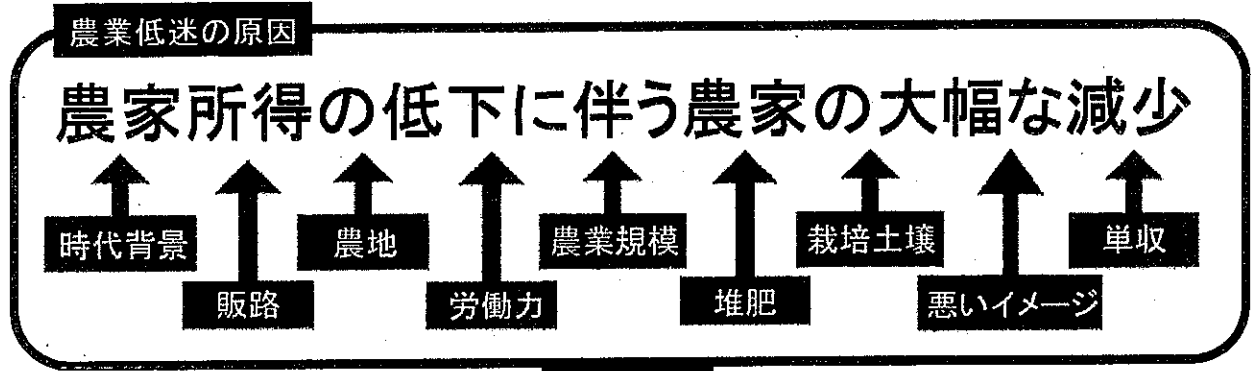 農業低迷の原因
農家所得の低下に伴う農家の大幅な減少
時代背景
販路
農地
労働力
農業規模
堆肥
栽培土壌
悪いイメージ
単収